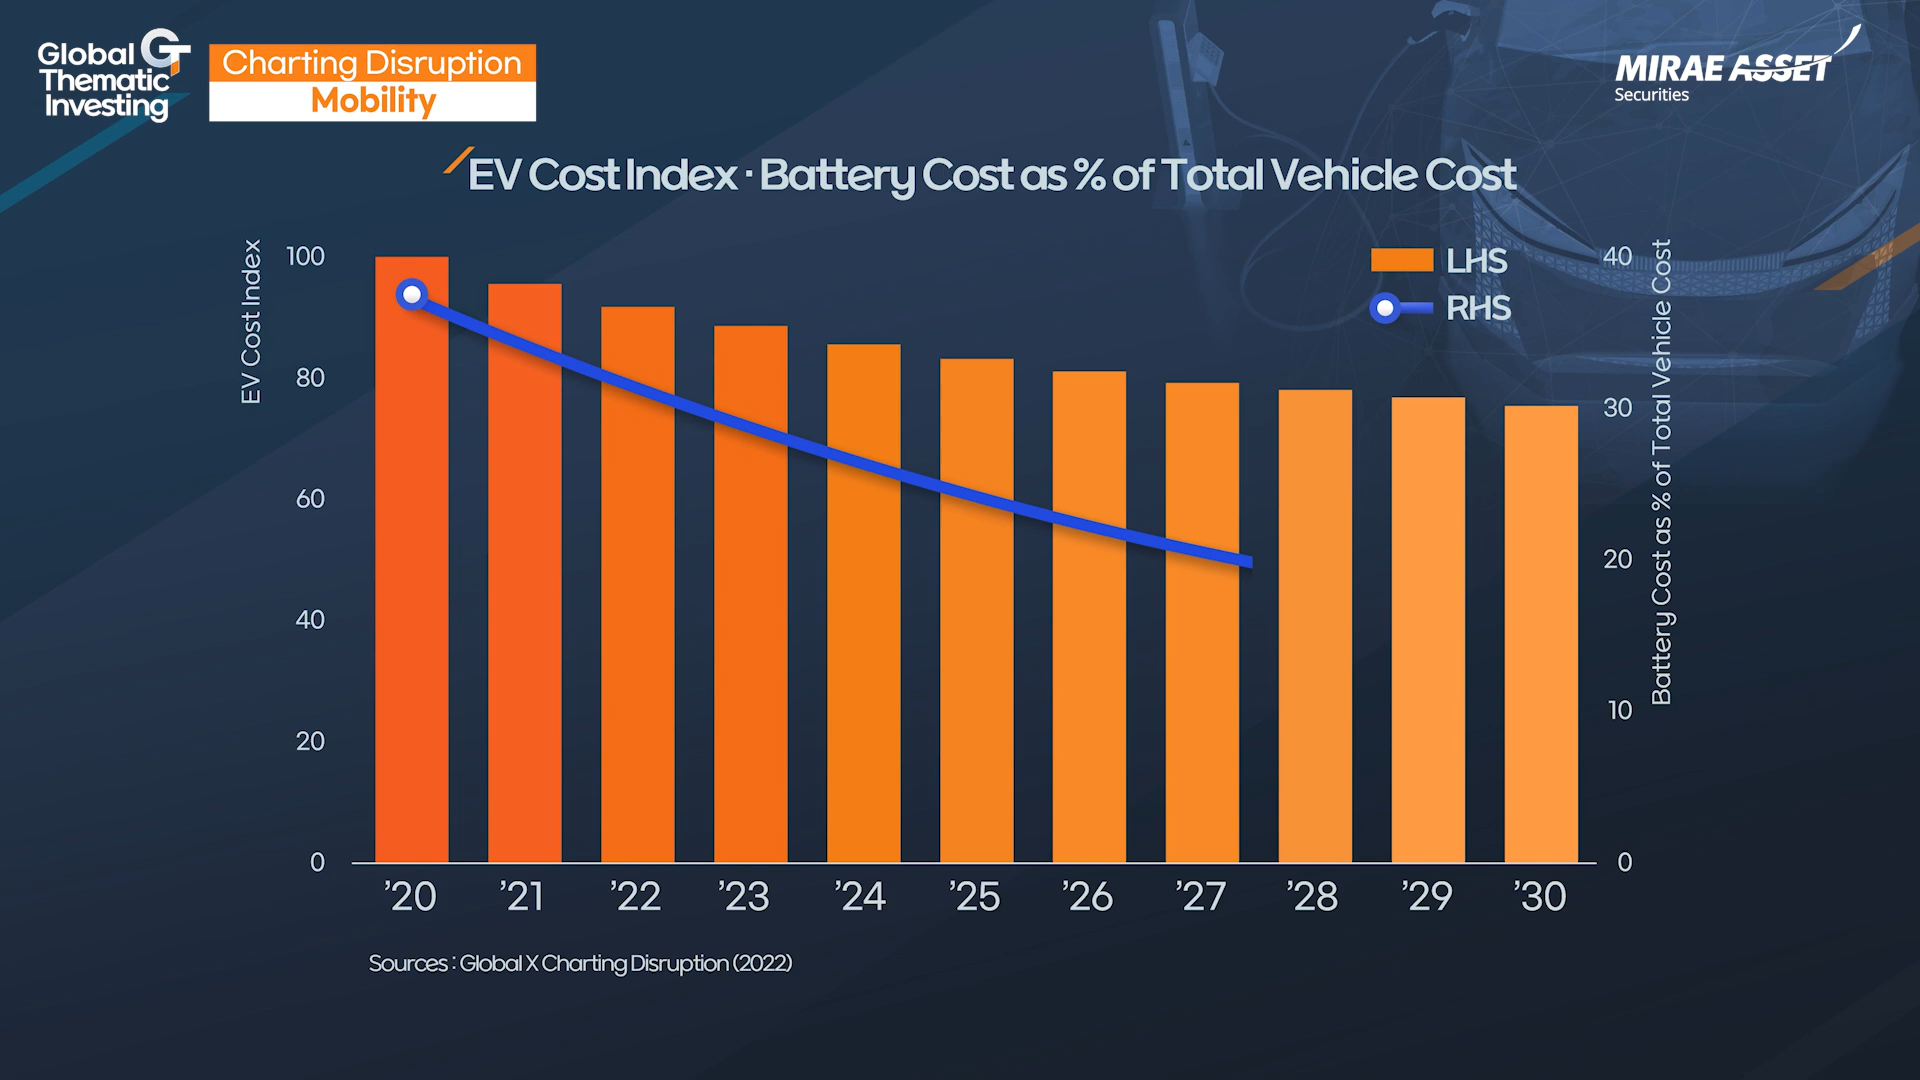 Global
Thematic
Investing
GT
Charting Disruption
Mobility
MIRAE ASSET
Securities
EV Cost Index · Battery Cost as % of Total Vehicle Cost
LHS
RHS
EV Cost Index
100
80
60
40
20
0
40
30
20
10
0
Battery Cost as % of Total Vehicle Cost
’20 ’21 ’22 ’23 ’24 ’25 ’26 ’27 ’28 ’29 ’30
Sources : Global X Charting Disruption (2022)